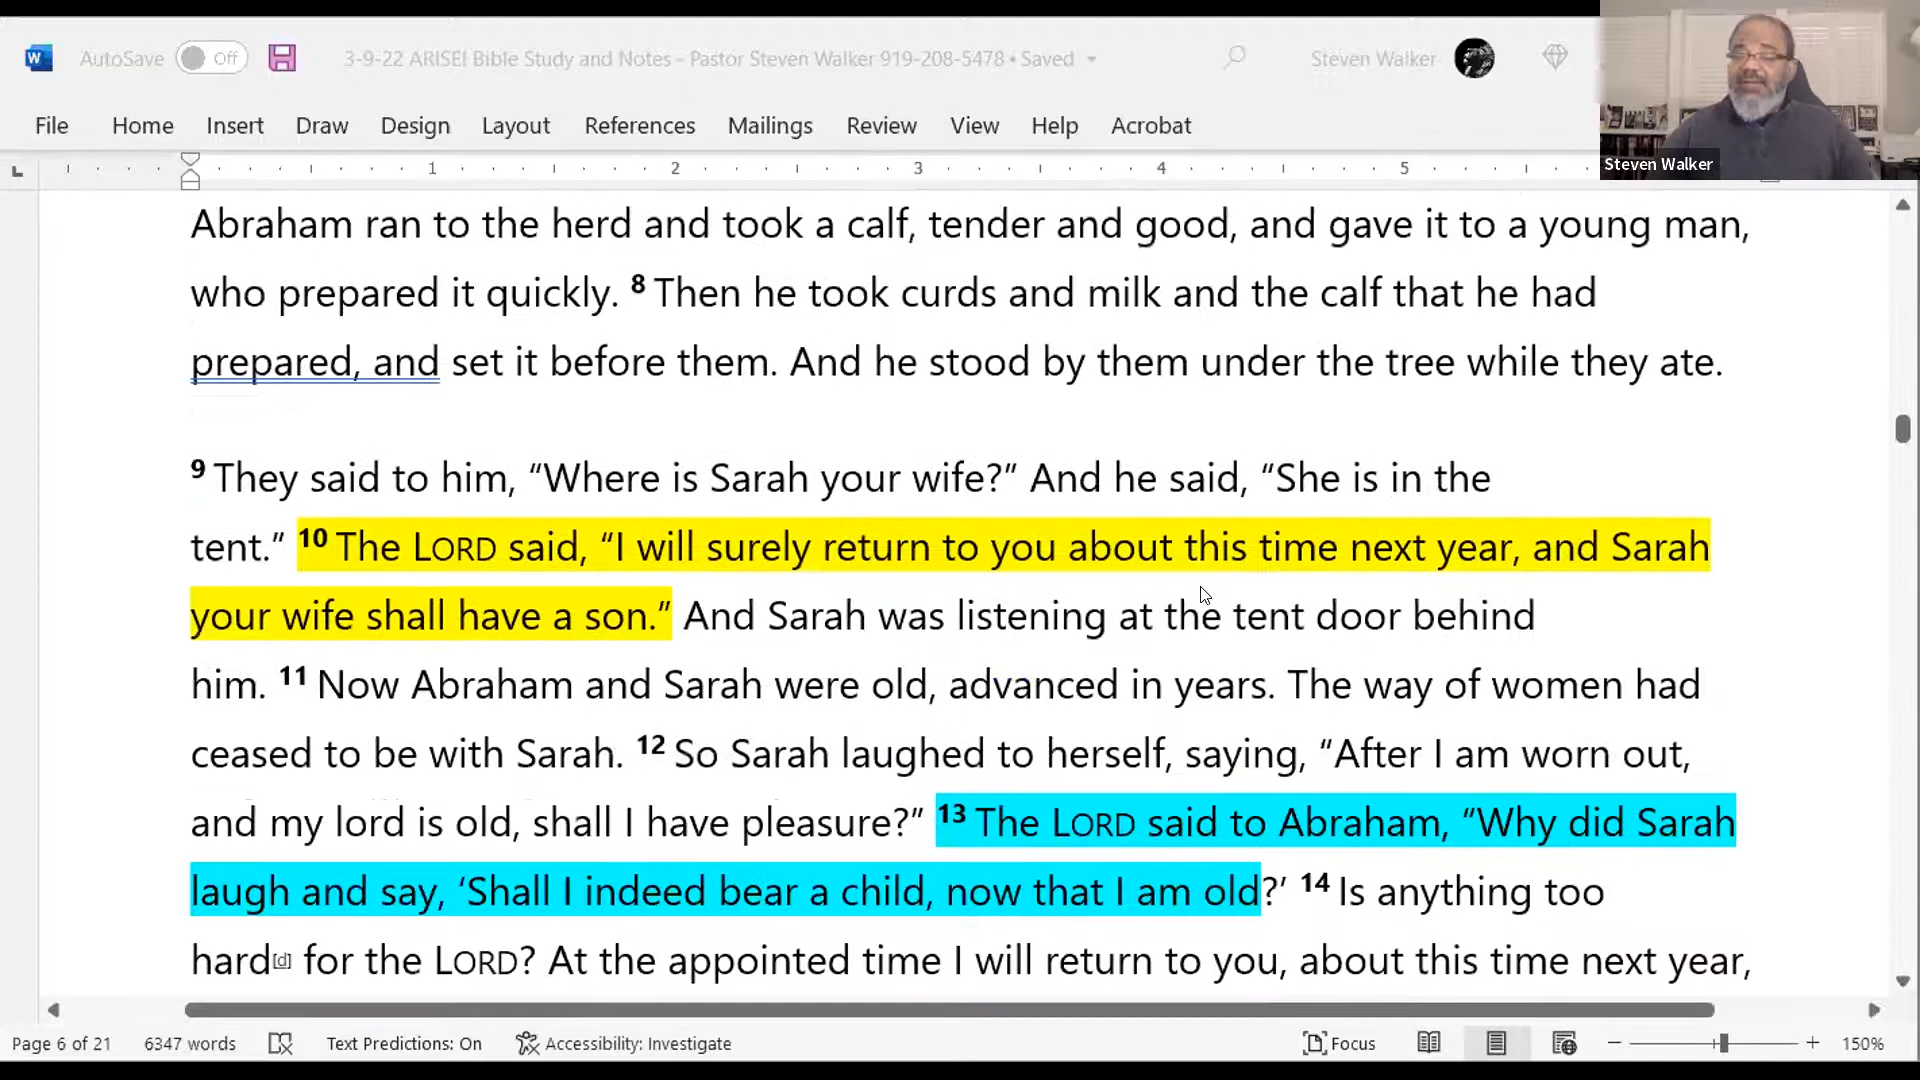 AutoSave Off 3-9-22 ARISE! Bible Study and Notes - Pastor Steven Walker 919-208-5478 • Saved Steven Walker
File Home Insert Draw Design Layout References Mailings Review View Help Acrobat
Steven Walker
1 2 3 4 5
Abraham ran to the herd and took a calf, tender and good, and gave it to a young man,
who prepared it quickly. 8 Then he took curds and milk and the calf that he had
prepared, and set it before them. And he stood by them under the tree while they ate.
9 They said to him, “Where is Sarah your wife?” And he said, “She is in the
tent.” 10 The LORD said, “I will surely return to you about this time next year, and Sarah
your wife shall have a son.” And Sarah was listening at the tent door behind
him. 11 Now Abraham and Sarah were old, advanced in years. The way of women had
ceased to be with Sarah. 12 So Sarah laughed to herself, saying, “After I am worn out,
and my lord is old, shall I have pleasure?” 13 The LORD said to Abraham, “Why did Sarah
laugh and say, ‘Shall I indeed bear a child, now that I am old?’ 14 Is anything too
hard[d] for the LORD? At the appointed time I will return to you, about this time next year,
Page 6 of 21 6347 words Text Predictions: On Accessibility: Investigate Focus 150%